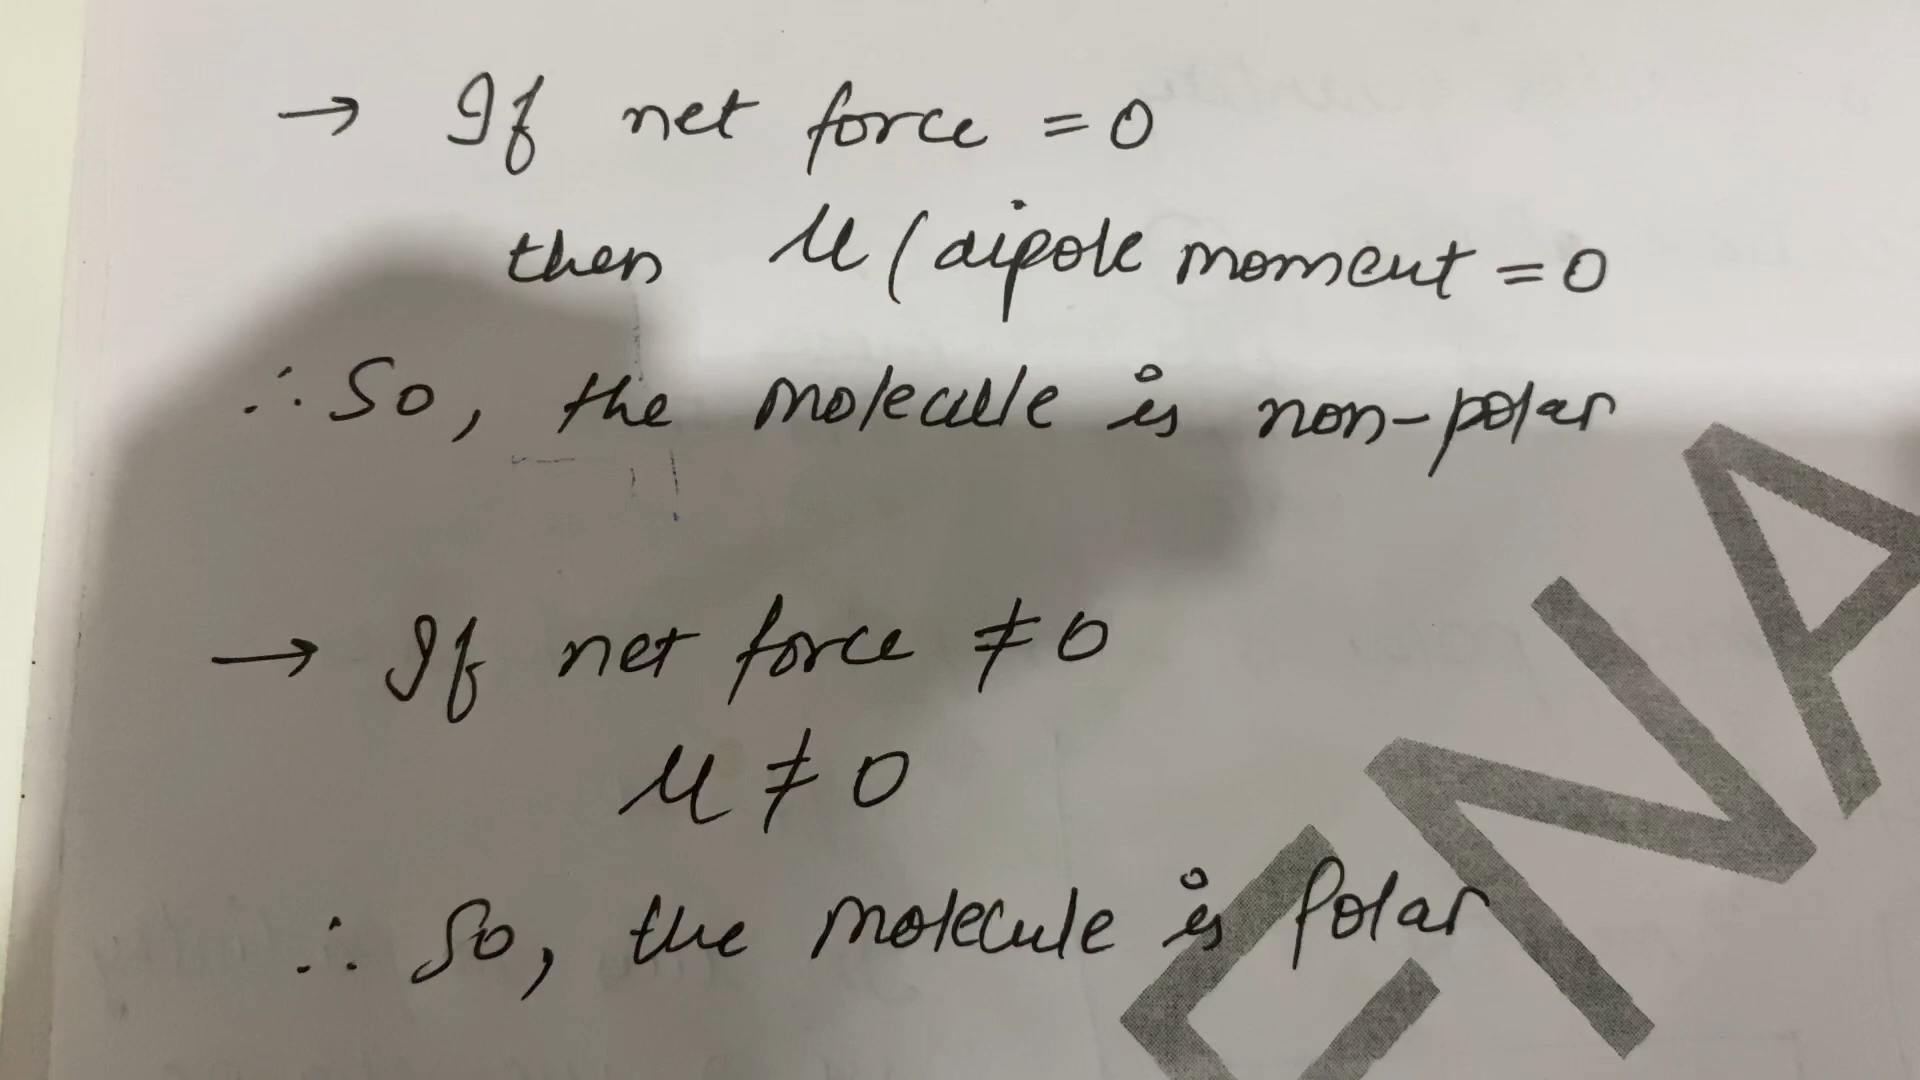 → If net force = 0
then μ (dipole moment = 0
∴ So, the molecule is non-polar
→ If net force ≠ 0
μ ≠ 0
∴ So, the molecule is Polar
ENA